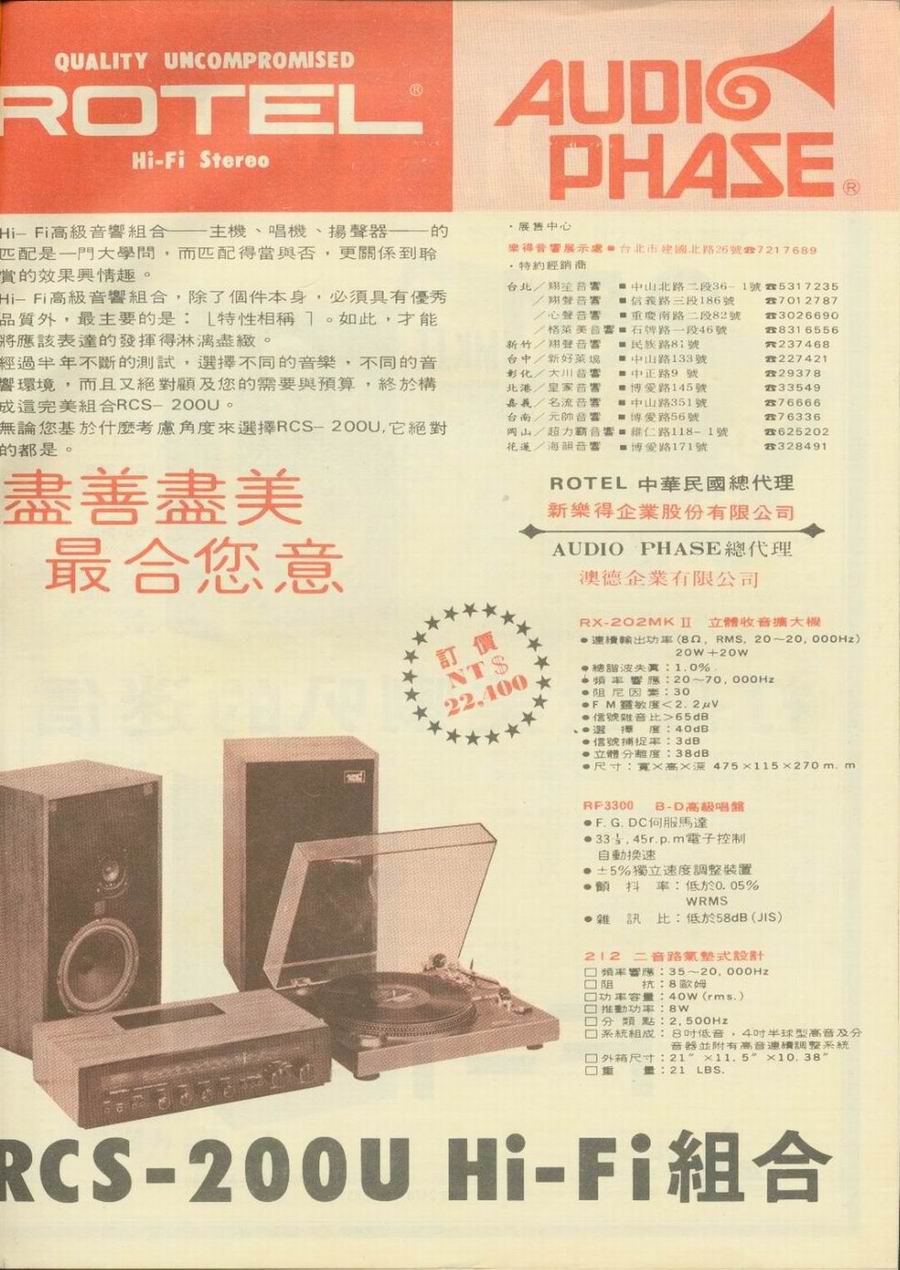 QUALITY UNCOMPROMISED
ROTEL®
Hi-Fi Stereo
AUDIO
PHASE®
Hi– Fi高級音響組合——主機、唱機、揚聲器——的
匹配是一門大學問，而匹配得當與否，更關係到聆
賞的效果興情趣。
Hi– Fi高級音響組合，除了個件本身，必須具有優秀
品質外，最主要的是：「特性相稱」。如此，才能
將應該表達的發揮得淋漓盡緻。
經過半年不斷的測試，選擇不同的音樂，不同的音
響環境，而且又絕對顧及您的需要與預算，終於構
成這完美組合RCS– 200U。
無論您基於什麼考慮角度來選擇RCS– 200U,它絕對
的都是。
盡善盡美
最合您意
・展售中心
樂得音響展示處■台北市建國北路26號☎7217689
・特約經銷商
台北／翔笙音響 ■中山北路二段36– 1號 ☎5317235
／翔聲音響 ■信義路三段186號 ☎7012787
／心聲音響 ■重慶南路二段82號 ☎3026690
／格萊美音響■石牌路一段46號 ☎8316556
新竹／翔聲音響 ■民族路81號 ☎237468
台中／新好萊塢 ■中山路133號 ☎227421
彰化／大川音響 ■中正路9 號 ☎29378
北港／皇家音響 ■博愛路145號 ☎33549
嘉義／名流音響 ■中山路351號 ☎76666
台南／元帥音響 ■博愛路56號 ☎76336
岡山／超力霸音響■維仁路118– 1號 ☎625202
花蓮／海韻音響 ■博愛路171號 ☎328491
ROTEL 中華民國總代理
新樂得企業股份有限公司
AUDIO PHASE總代理
澳德企業有限公司
訂價
NT$
22,400
RX-202MKⅡ 立體收音擴大機
●連續輸出功率(8Ω, RMS, 20～20, 000Hz)
20W+20W
●總諧波失真：1.0%
●頻率響應：20～70, 000Hz
●阻尼因素：30
●FM靈敏度<2. 2μV
●信號雜音比>65dB
●選擇度：40dB
●信號捕捉率：3dB
●立體分離度：38dB
●尺寸：寬×高×深 475×115×270 m. m
RP3300 B-D高級唱盤
●F. G. DC伺服馬達
●33⅓, 45r.p.m電子控制
自動換速
●±5%獨立速度調整裝置
●顫抖率：低於0. 05%
WRMS
●雜訊比：低於58dB(JIS)
212 二音路氣墊式設計
□頻率響應：35～20, 000Hz
□阻抗：8歐姆
□功率容量：40W(rms.)
□推動功率：8W
□分類點：2, 500Hz
□系統組成：8吋低音，4吋半球型高音及分
音器並附有高音連續調整系統
□外箱尺寸：21″ ×11. 5″ ×10. 38″
□重量：21 LBS.
RCS-200U Hi-Fi組合